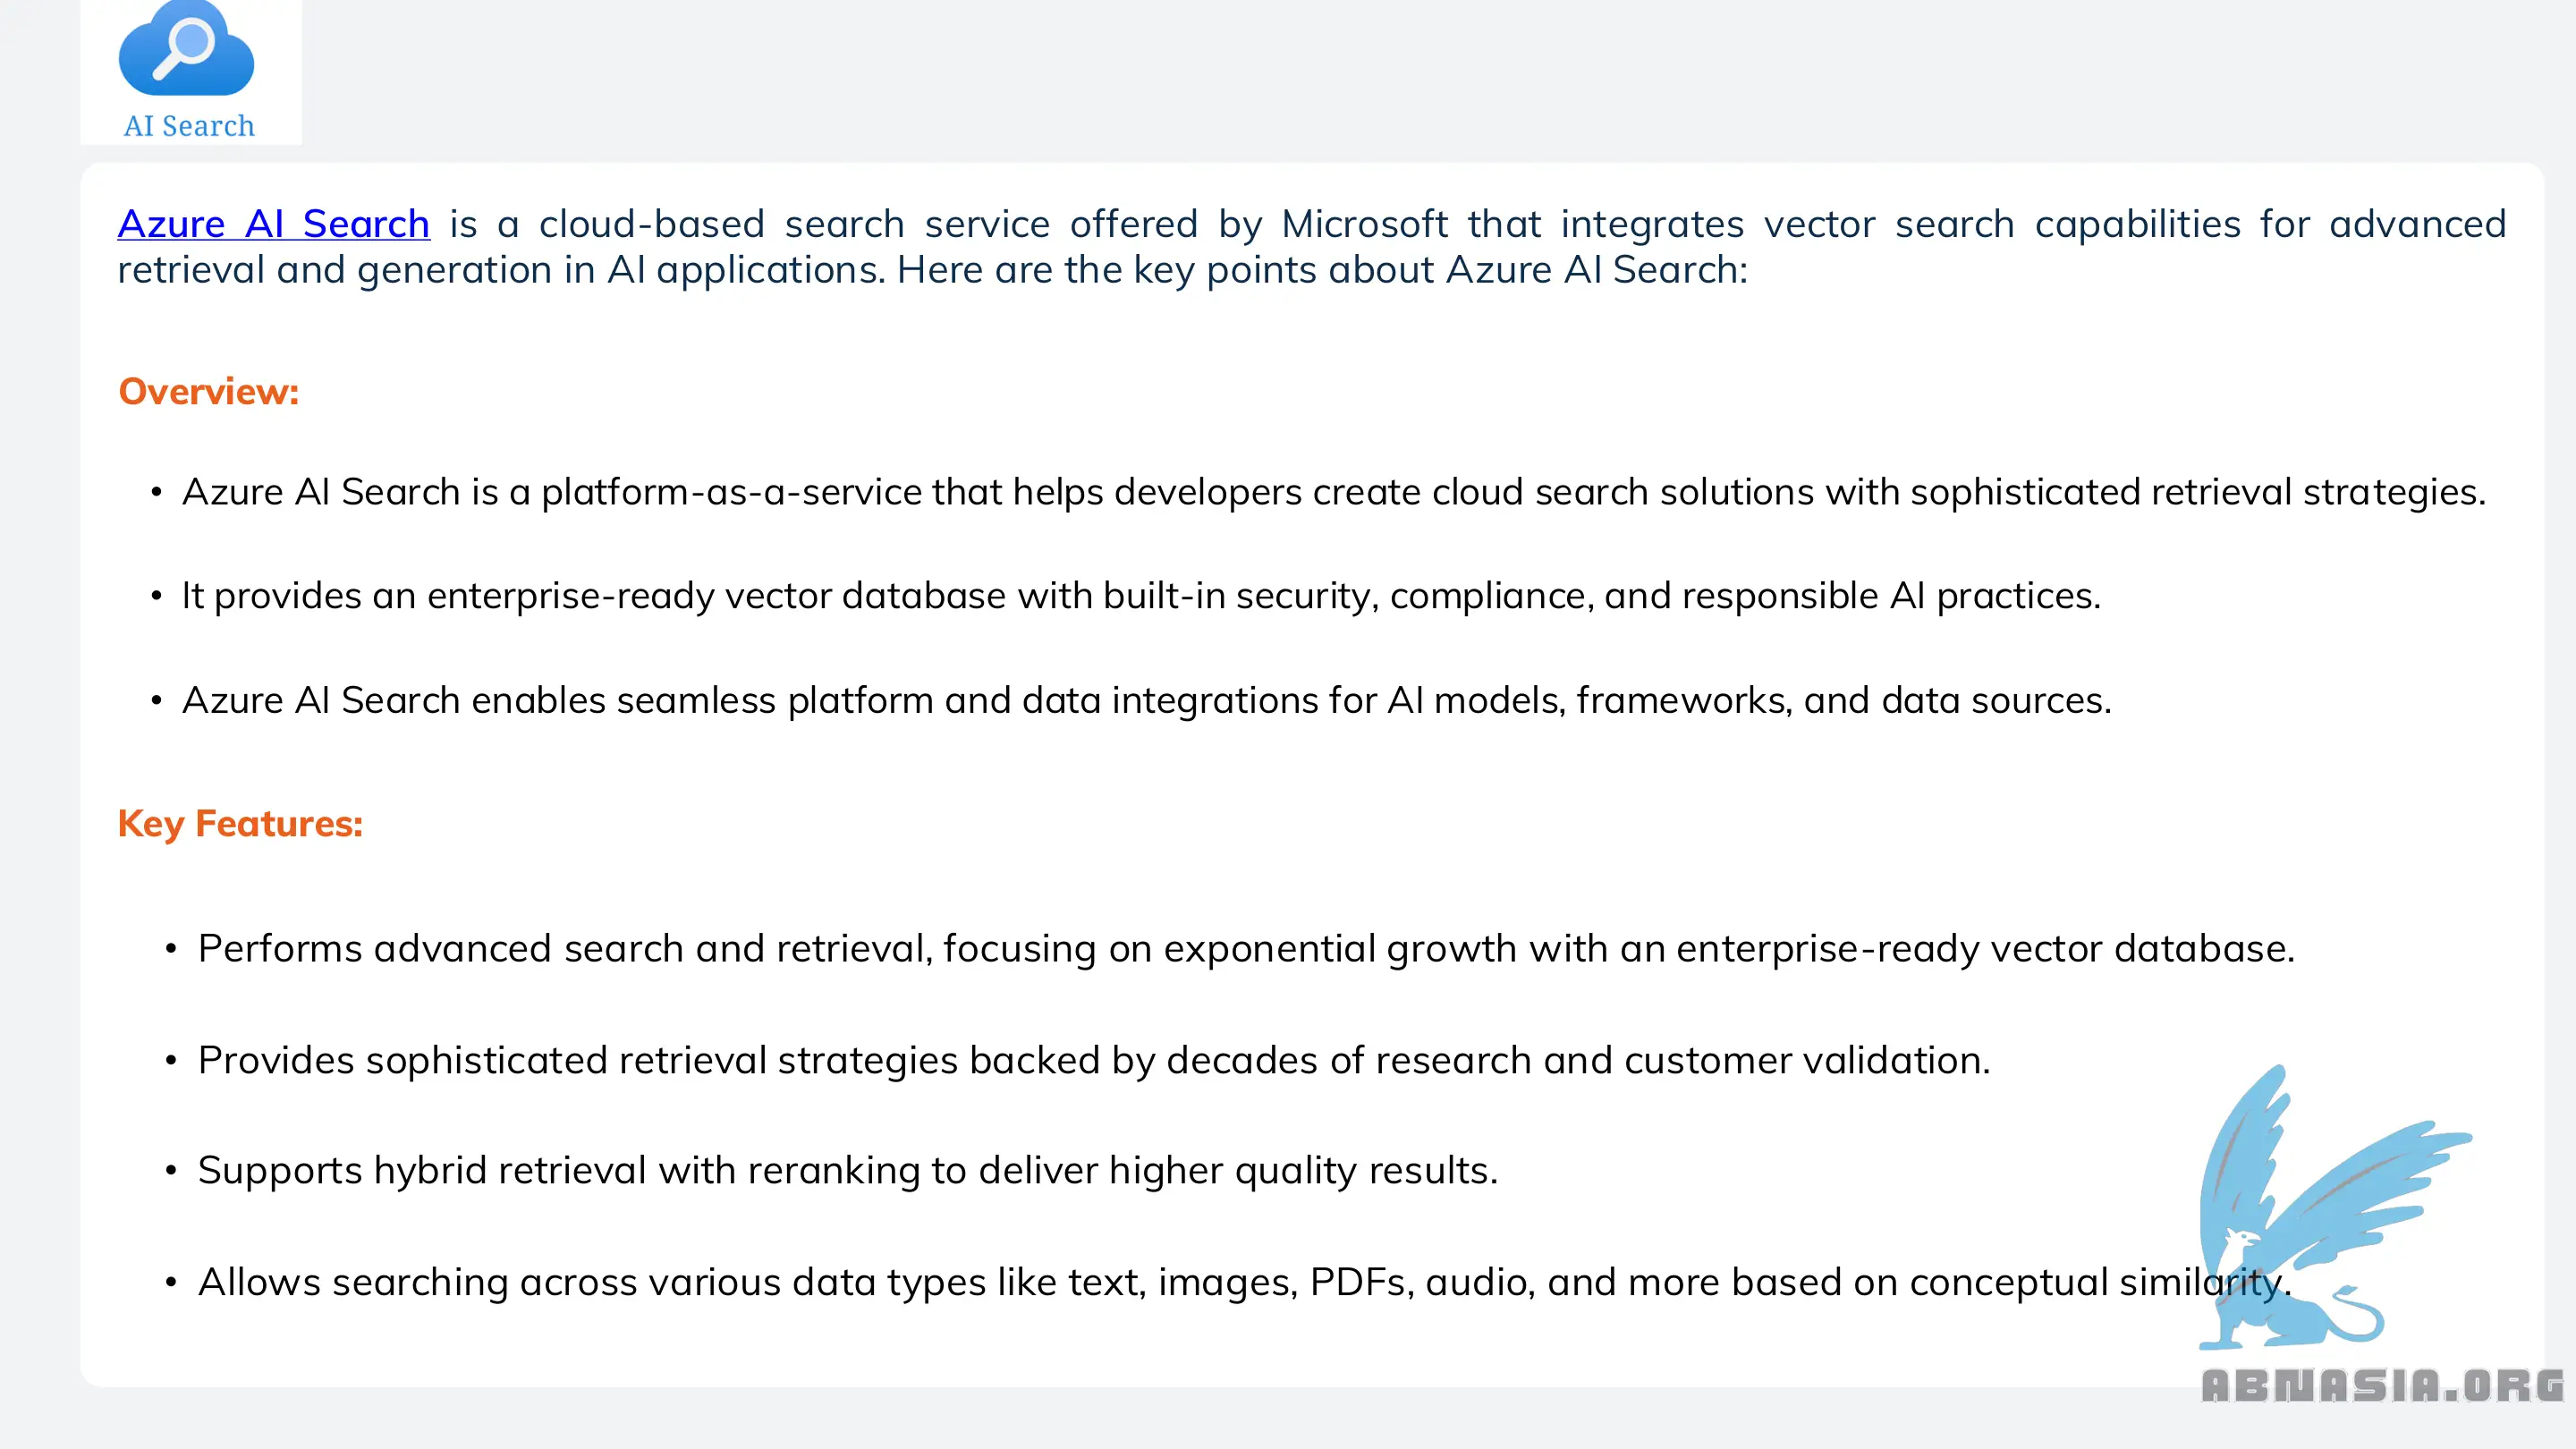 AI Search
Azure AI Search is a cloud-based search service offered by Microsoft that integrates vector search capabilities for advanced
retrieval and generation in AI applications. Here are the key points about Azure AI Search:
Overview:
• Azure AI Search is a platform-as-a-service that helps developers create cloud search solutions with sophisticated retrieval strategies.
• It provides an enterprise-ready vector database with built-in security, compliance, and responsible AI practices.
• Azure AI Search enables seamless platform and data integrations for AI models, frameworks, and data sources.
Key Features:
• Performs advanced search and retrieval, focusing on exponential growth with an enterprise-ready vector database.
• Provides sophisticated retrieval strategies backed by decades of research and customer validation.
• Supports hybrid retrieval with reranking to deliver higher quality results.
• Allows searching across various data types like text, images, PDFs, audio, and more based on conceptual similarity.
ABNASIA.ORG